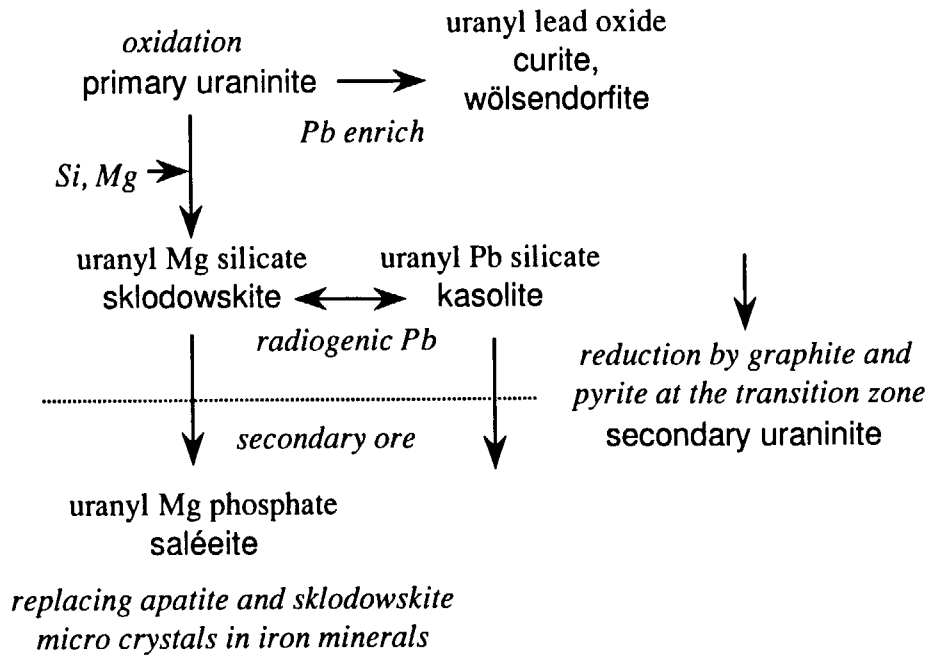 oxidation
primary uraninite
uranyl lead oxide
curite,
wölsendorfite
Pb enrich
Si, Mg
uranyl Mg silicate
sklodowskite
uranyl Pb silicate
kasolite
radiogenic Pb
reduction by graphite and
pyrite at the transition zone
secondary uraninite
secondary ore
uranyl Mg phosphate
saléeite
replacing apatite and sklodowskite
micro crystals in iron minerals